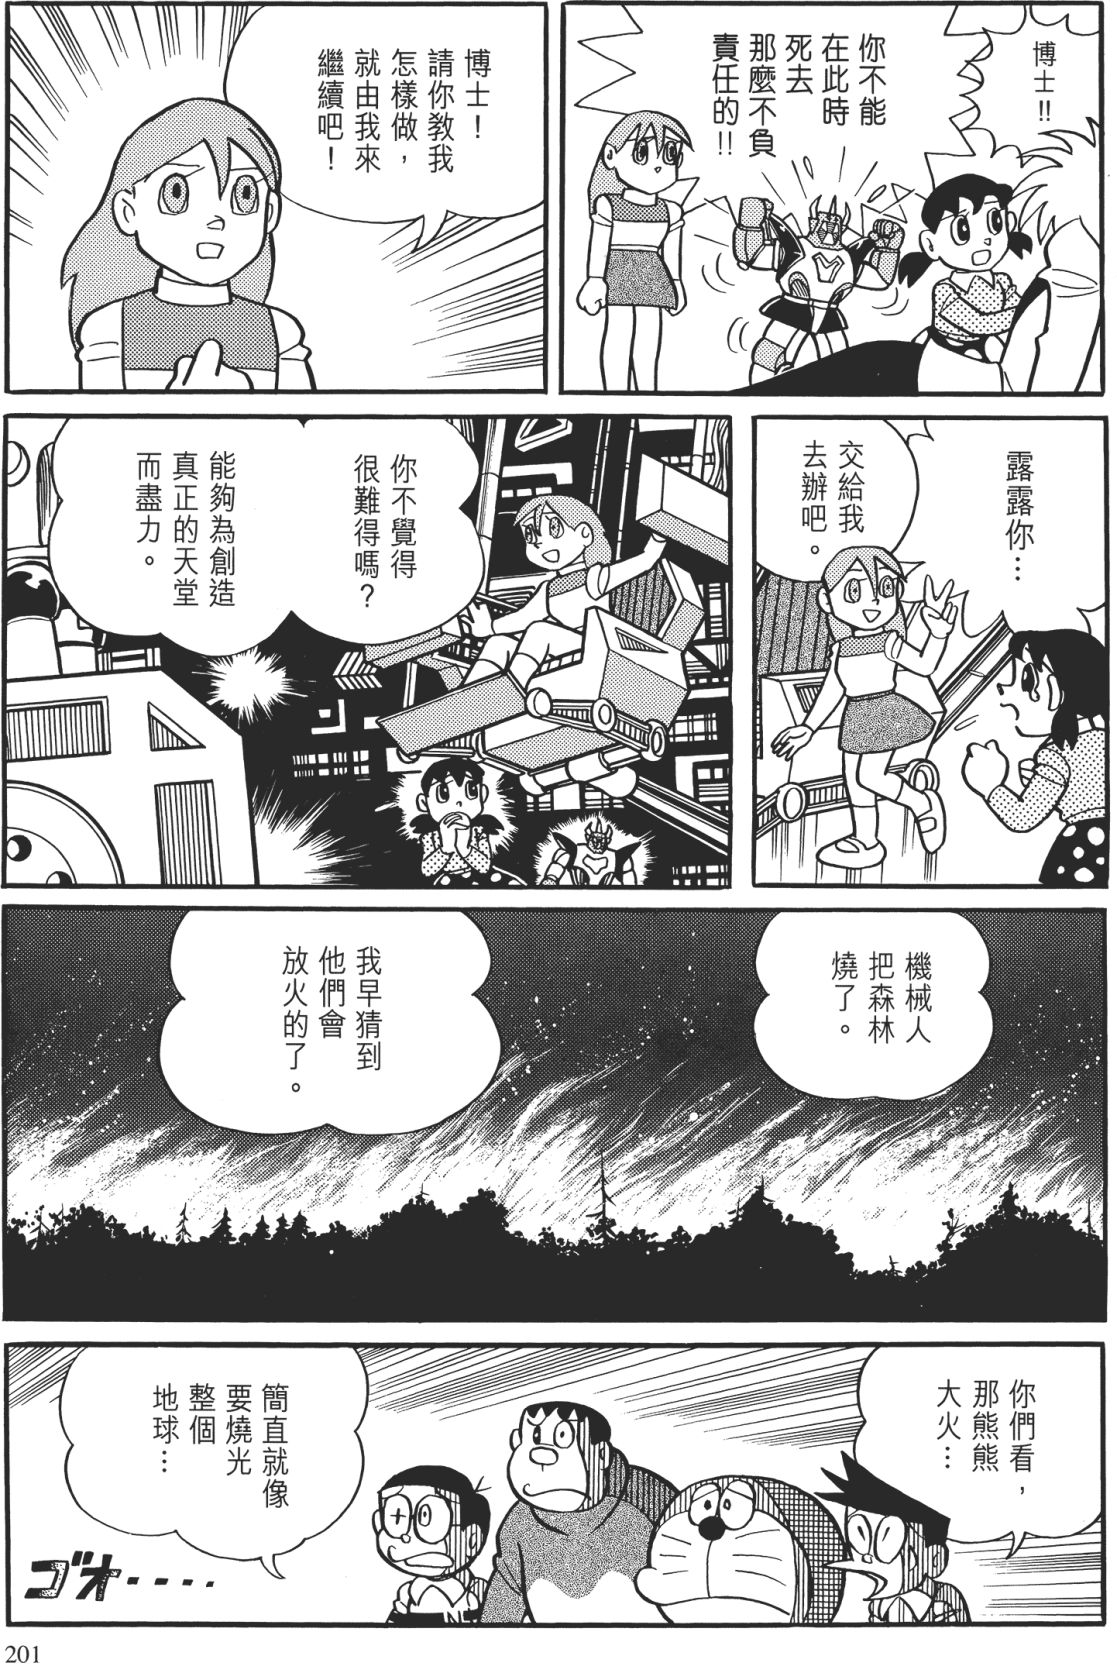 博士!!
你不能
在此時
死去
那麼不負
責任的!!
博士！
請你教我
怎樣做，
就由我來
繼續吧！
露露你…
交給我
去辦吧。
你不覺得
很難得嗎？
能夠為創造
真正的天堂
而盡力。
機械人
把森林
燒了。
我早猜到
他們會
放火的了。
你們看，
那熊熊
大火…
簡直就像
要燒光
整個
地球…
ゴオ····
N
201